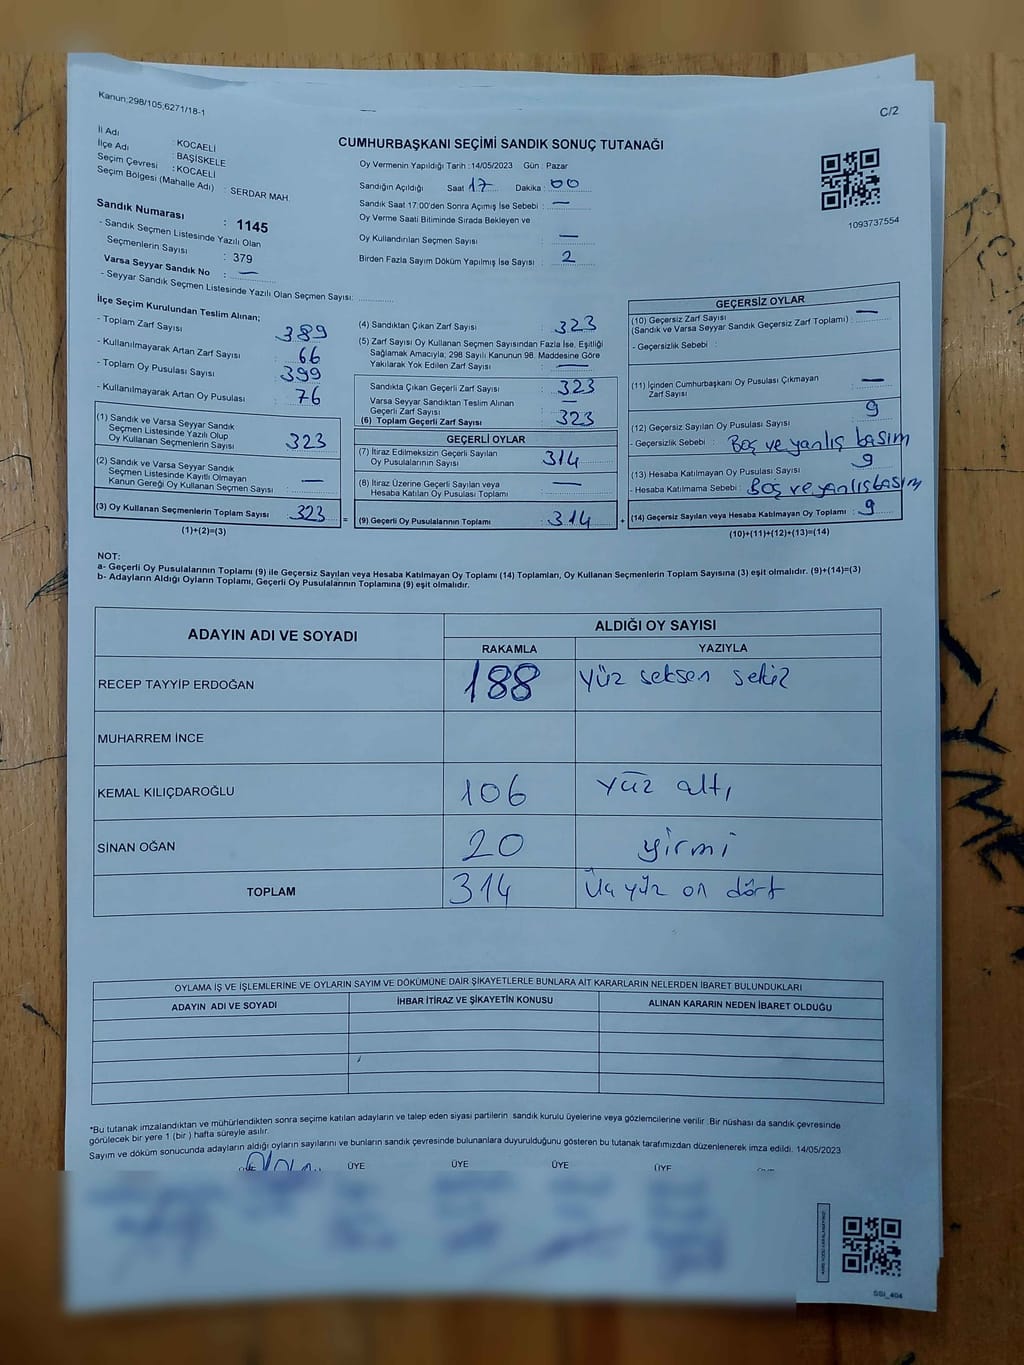 Kanun;298/105,6271/18-1
C/2
CUMHURBAŞKANI SEÇİMİ SANDIK SONUÇ TUTANAĞI
İl Adı : KOCAELİ
İlçe Adı : BAŞİSKELE
Seçim Çevresi : KOCAELİ
Seçim Bölgesi (Mahalle Adı) : SERDAR MAH.
Sandık Numarası : 1145
- Sandık Seçmen Listesinde Yazılı Olan
Seçmenlerin Sayısı : 379
Varsa Seyyar Sandık No : —
- Seyyar Sandık Seçmen Listesinde Yazılı Olan Seçmen Sayısı: ............
Oy Vermenin Yapıldığı Tarih :14/05/2023 Gün : Pazar
Sandığın Açıldığı Saat 17 Dakika : 00
Sandık Saat 17:00'den Sonra Açımış İse Sebebi : —
Oy Verme Saati Bitiminde Sırada Bekleyen ve
Oy Kullandırılan Seçmen Sayısı : —
Birden Fazla Sayım Döküm Yapılmış İse Sayısı : 2
1093737554
İlçe Seçim Kurulundan Teslim Alınan;
- Toplam Zarf Sayısı 389
- Kullanılmayarak Artan Zarf Sayısı : 66
- Toplam Oy Pusulası Sayısı 399
- Kullanılmayarak Artan Oy Pusulası : 76
(1) Sandık ve Varsa Seyyar Sandık
Seçmen Listesinde Yazılı Olup
Oy Kullanan Seçmenlerin Sayısı : 323
(2) Sandık ve Varsa Seyyar Sandık
Seçmen Listesinde Kayıtlı Olmayan
Kanun Gereği Oy Kullanan Seçmen Sayısı : —
(3) Oy Kullanan Seçmenlerin Toplam Sayısı : 323 =
(1)+(2)=(3)
(4) Sandıktan Çıkan Zarf Sayısı : 323
(5) Zarf Sayısı Oy Kullanan Seçmen Sayısından Fazla İse, Eşitliği
Sağlamak Amacıyla; 298 Sayılı Kanunun 98. Maddesine Göre
Yakılarak Yok Edilen Zarf Sayısı : —
Sandıkta Çıkan Geçerli Zarf Sayısı : 323
Varsa Seyyar Sandıktan Teslim Alınan
Geçerli Zarf Sayısı : —
(6) Toplam Geçerli Zarf Sayısı : 323
GEÇERLİ OYLAR
(7) İtiraz Edilmeksizin Geçerli Sayılan
Oy Pusulalarının Sayısı : 314
(8) İtiraz Üzerine Geçerli Sayılan veya
Hesaba Katılan Oy Pusulası Toplamı : —
(9) Geçerli Oy Pusulalarının Toplamı : 314 +
GEÇERSİZ OYLAR
(10) Geçersiz Zarf Sayısı
(Sandık ve Varsa Seyyar Sandık Geçersiz Zarf Toplamı) : —
- Geçersizlik Sebebi :
(11) İçinden Cumhurbaşkanı Oy Pusulası Çıkmayan
Zarf Sayısı : —
(12) Geçersiz Sayılan Oy Pusulası Sayısı : 9
- Geçersizlik Sebebi : Boş ve yanlış basım
(13) Hesaba Katılmayan Oy Pusulası Sayısı : 9
- Hesaba Katılmama Sebebi : Boş ve yanlış basım
(14) Geçersiz Sayılan veya Hesaba Katılmayan Oy Toplamı : 9
(10)+(11)+(12)+(13)=(14)
NOT:
a- Geçerli Oy Pusulalarının Toplamı (9) ile Geçersiz Sayılan veya Hesaba Katılmayan Oy Toplamı (14) Toplamları, Oy Kullanan Seçmenlerin Toplam Sayısına (3) eşit olmalıdır. (9)+(14)=(3)
b- Adayların Aldığı Oyların Toplamı, Geçerli Oy Pusulalarının Toplamına (9) eşit olmalıdır.
ADAYIN ADI VE SOYADI ALDIĞI OY SAYISI
RAKAMLA YAZIYLA
RECEP TAYYİP ERDOĞAN 188 yüz seksen sekiz
MUHARREM İNCE
KEMAL KILIÇDAROĞLU 106 yüz altı
SİNAN OĞAN 20 yirmi
TOPLAM 314 Üç yüz on dört
OYLAMA İŞ VE İŞLEMLERİNE VE OYLARIN SAYIM VE DÖKÜMÜNE DAİR ŞİKAYETLERLE BUNLARA AİT KARARLARIN NELERDEN İBARET BULUNDUKLARI
ADAYIN ADI VE SOYADI İHBAR İTİRAZ VE ŞİKAYETİN KONUSU ALINAN KARARIN NEDEN İBARET OLDUĞU
*Bu tutanak imzalandıktan ve mühürlendikten sonra seçime katılan adayların ve talep eden siyasi partilerin sandık kurulu üyelerine veya gözlemcilerine verilir .Bir nüshası da sandık çevresinde
görülecek bir yere 1 (bir ) hafta süreyle asılır.
Sayım ve döküm sonucunda adayların aldığı oyların sayılarını ve bunların sandık çevresinde bulunanlara duyurulduğunu gösteren bu tutanak tarafımızdan düzenlenerek imza edildi. 14/05/2023
ÜYE ÜYE ÜYE ÜYE
SSI_404